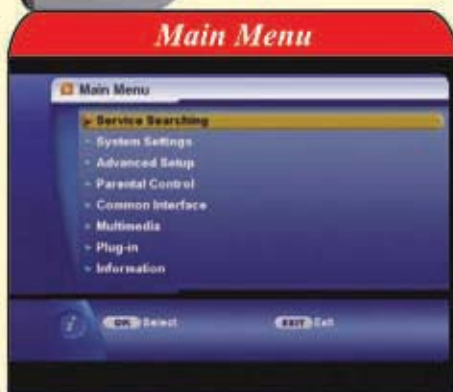 Main Menu
Main Menu
Service Searching
System Settings
Advanced Setup
Parental Control
Common Interface
Multimedia
Plug-in
Information
i OK Select EXIT Exit